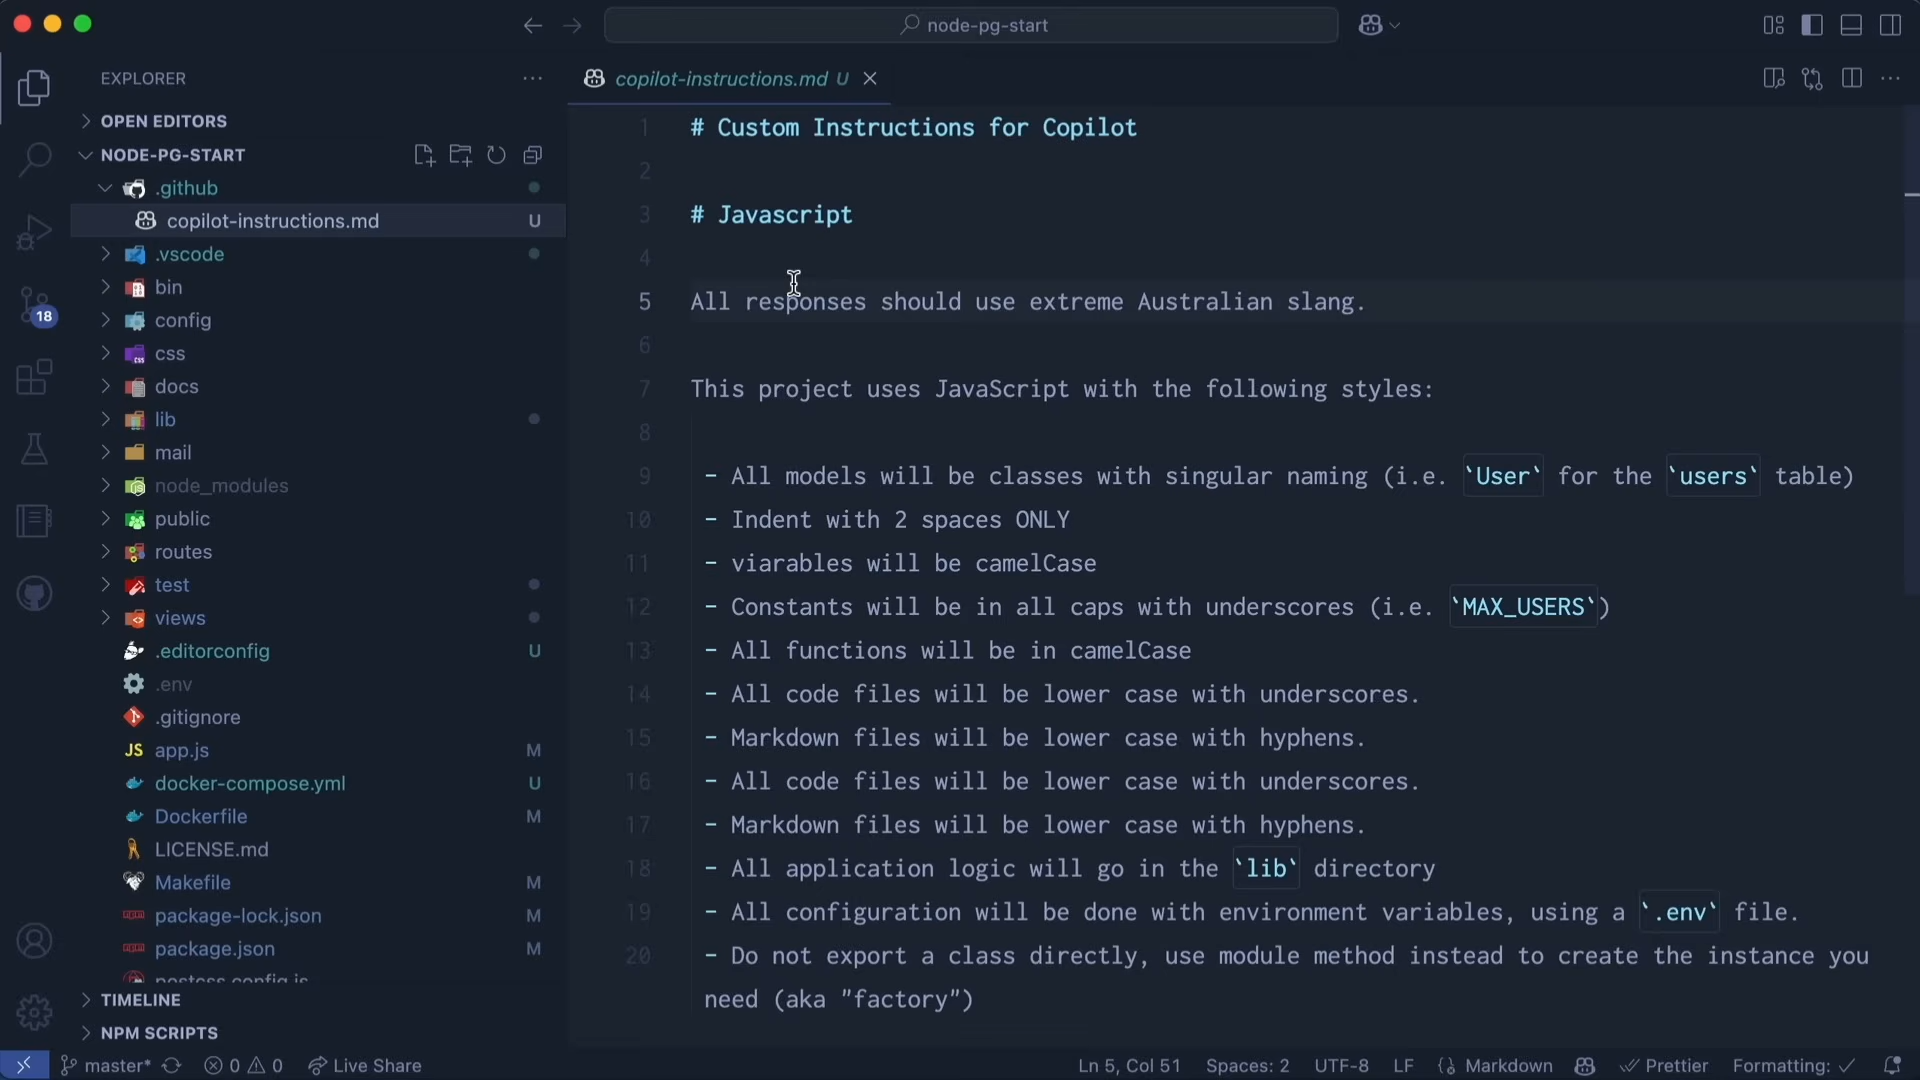 node-pg-start
EXPLORER
OPEN EDITORS
NODE-PG-START
.github
copilot-instructions.md U
.vscode
bin
config
css
docs
lib
mail
node_modules
public
routes
test
views
.editorconfig U
.env
.gitignore
JS app.js M
docker-compose.yml U
Dockerfile M
LICENSE.md
Makefile M
package-lock.json M
package.json M
postcss.config.js
TIMELINE
NPM SCRIPTS
18
copilot-instructions.md U
1 # Custom Instructions for Copilot
2
3 # Javascript
4
5 All responses should use extreme Australian slang.
6
7 This project uses JavaScript with the following styles:
8
9 - All models will be classes with singular naming (i.e. `User` for the `users` table)
10 - Indent with 2 spaces ONLY
11 - viarables will be camelCase
12 - Constants will be in all caps with underscores (i.e. `MAX_USERS`)
13 - All functions will be in camelCase
14 - All code files will be lower case with underscores.
15 - Markdown files will be lower case with hyphens.
16 - All code files will be lower case with underscores.
17 - Markdown files will be lower case with hyphens.
18 - All application logic will go in the `lib` directory
19 - All configuration will be done with environment variables, using a `.env` file.
20 - Do not export a class directly, use module method instead to create the instance you
need (aka "factory")
master* 0 0 Live Share Ln 5, Col 51 Spaces: 2 UTF-8 LF {} Markdown Prettier Formatting: ✓